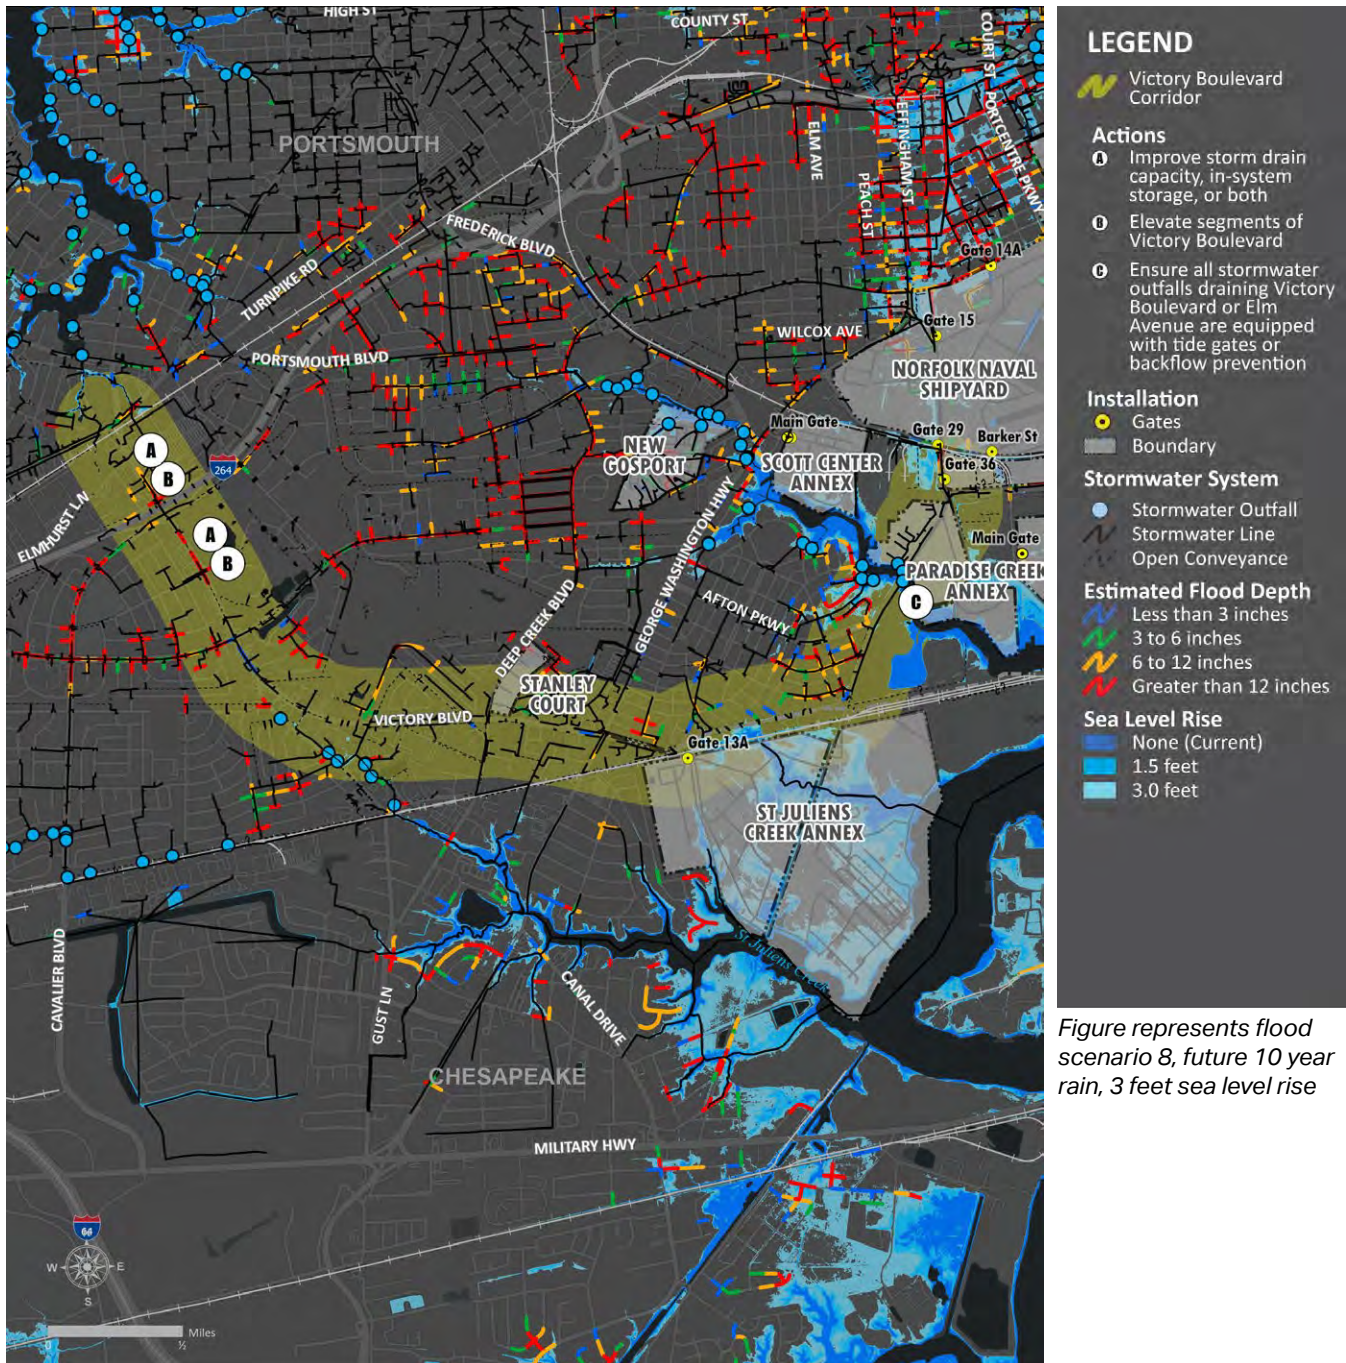 HIGH ST
COUNTY ST
COURT ST
PORTCENTRE PKWY
EFFINGHAM ST
ELM AVE
PEACH ST
PORTSMOUTH
FREDERICK BLVD
TURNPIKE RD
Gate 14A
Gate 15
WILCOX AVE
PORTSMOUTH BLVD
NORFOLK NAVAL
SHIPYARD
Main Gate
Gate 29
Barker St
A
B
264
NEW
GOSPORT
SCOTT CENTER
ANNEX
Gate 36
ELMHURST LN
GEORGE WASHINGTON HWY
A
B
Main Gate
PARADISE CREEK
ANNEX
C
AFTON PKWY
DEEP CREEK BLVD
STANLEY
COURT
VICTORY BLVD
Gate 13A
ST JULIENS
CREEK ANNEX
St Juliens Creek
CAVALIER BLVD
GUST LN
CANAL DRIVE
CHESAPEAKE
MILITARY HWY
W
E
S
0
½
Miles
LEGEND
Victory Boulevard
Corridor
Actions
A Improve storm drain
capacity, in-system
storage, or both
B Elevate segments of
Victory Boulevard
C Ensure all stormwater
outfalls draining Victory
Boulevard or Elm
Avenue are equipped
with tide gates or
backflow prevention
Installation
Gates
Boundary
Stormwater System
Stormwater Outfall
Stormwater Line
Open Conveyance
Estimated Flood Depth
Less than 3 inches
3 to 6 inches
6 to 12 inches
Greater than 12 inches
Sea Level Rise
None (Current)
1.5 feet
3.0 feet
Figure represents flood
scenario 8, future 10 year
rain, 3 feet sea level rise